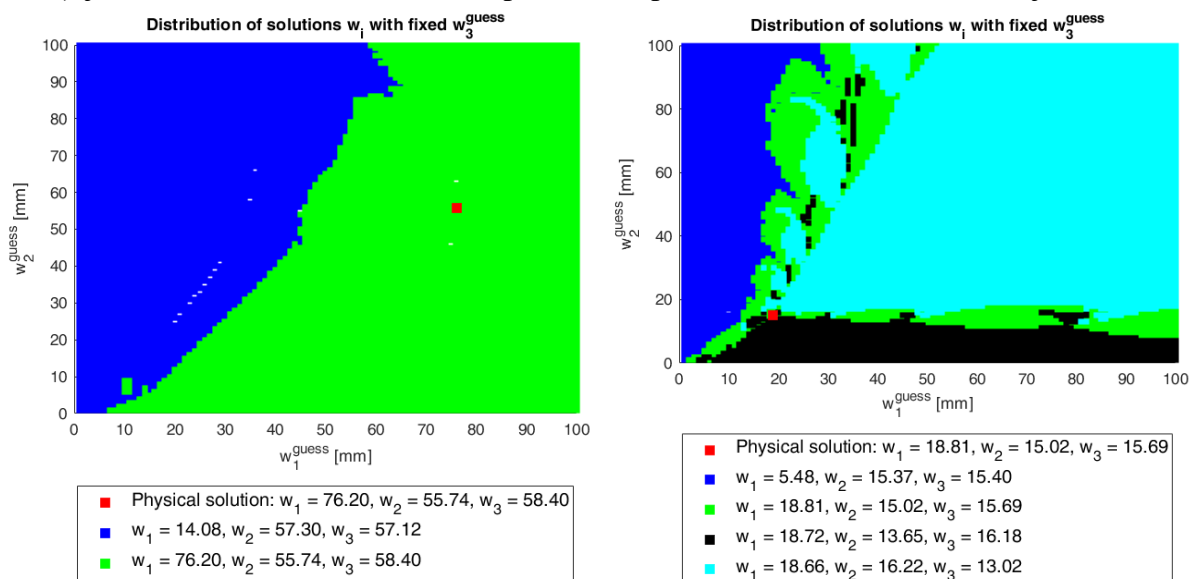 Distribution of solutions w_i with fixed w_3^guess
100
90
80
70
60
50
40
30
20
10
0
w_2^guess [mm]
0 10 20 30 40 50 60 70 80 90 100
w_1^guess [mm]
Physical solution: w_1 = 76.20, w_2 = 55.74, w_3 = 58.40
w_1 = 14.08, w_2 = 57.30, w_3 = 57.12
w_1 = 76.20, w_2 = 55.74, w_3 = 58.40
Distribution of solutions w_i with fixed w_3^guess
100
80
60
40
20
0
w_2^guess [mm]
0 10 20 30 40 50 60 70 80 90 100
w_1^guess [mm]
Physical solution: w_1 = 18.81, w_2 = 15.02, w_3 = 15.69
w_1 = 5.48, w_2 = 15.37, w_3 = 15.40
w_1 = 18.81, w_2 = 15.02, w_3 = 15.69
w_1 = 18.72, w_2 = 13.65, w_3 = 16.18
w_1 = 18.66, w_2 = 16.22, w_3 = 13.02